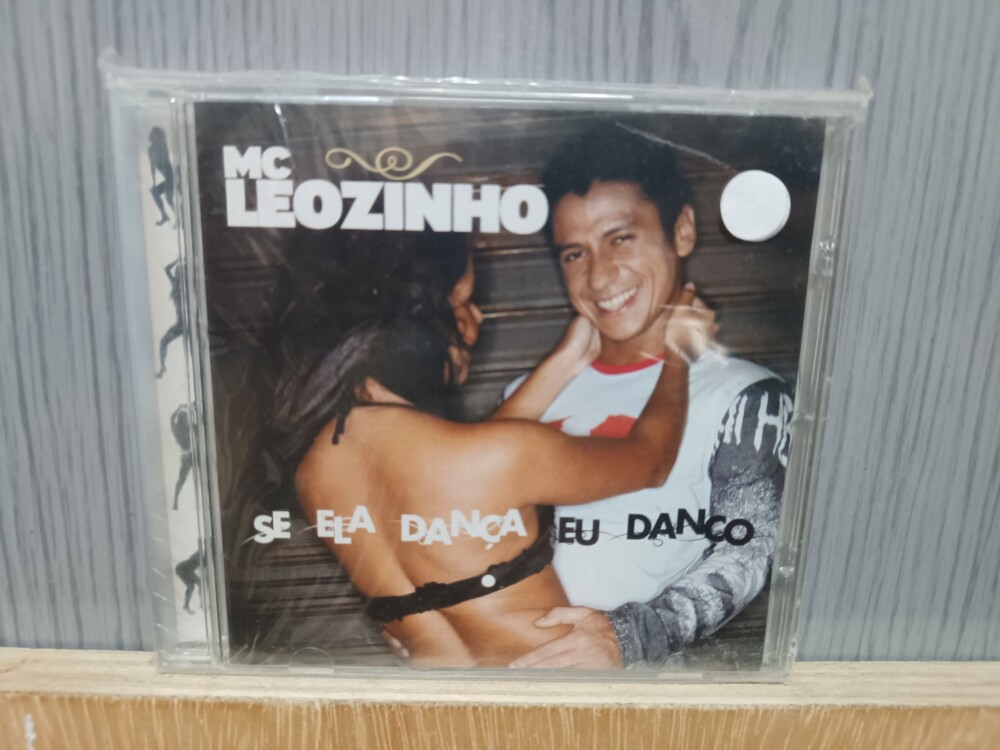 MC
LEOZINHO
SE ELA DANÇA EU DANÇO